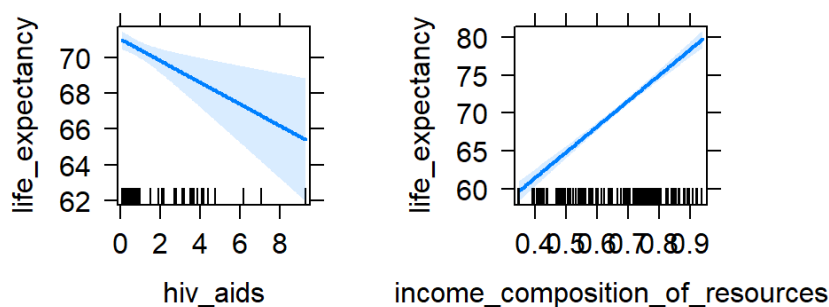 life_expectancy
70
68
66
64
62
0 2 4 6 8
hiv_aids
life_expectancy
80
75
70
65
60
0.4 0.5 0.6 0.7 0.8 0.9
income_composition_of_resources